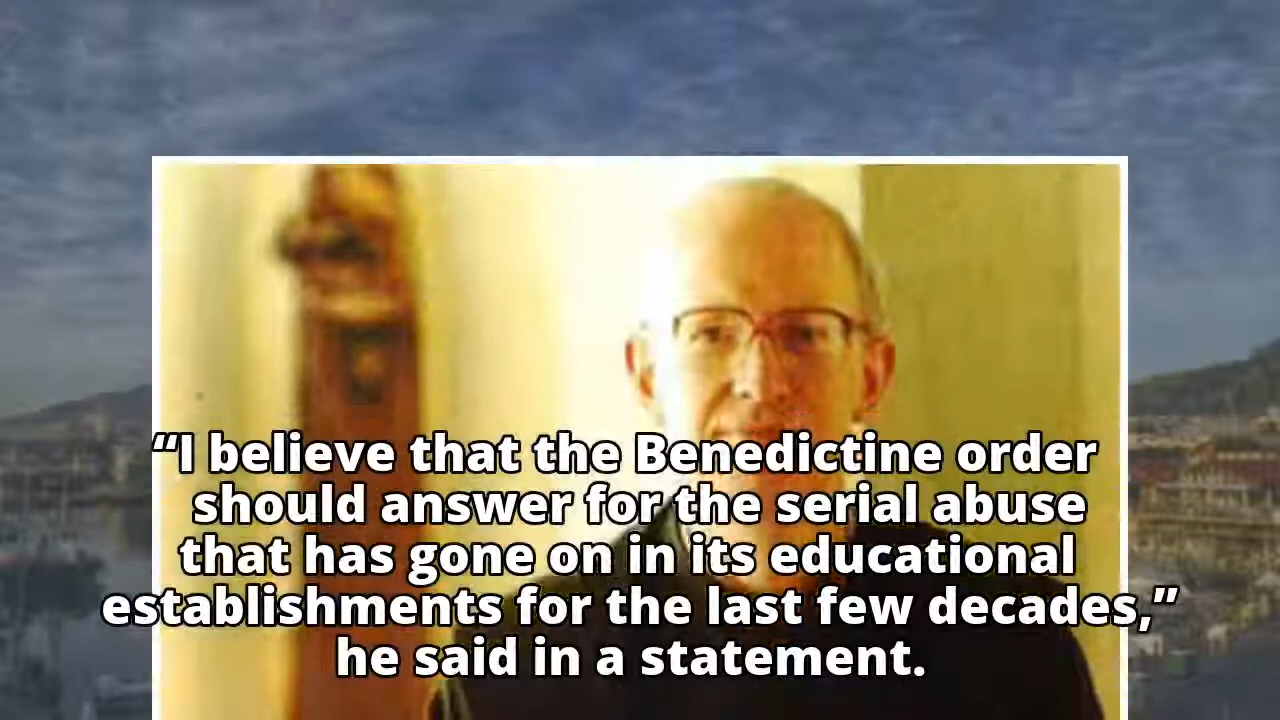 “I believe that the Benedictine order
should answer for the serial abuse
that has gone on in its educational
establishments for the last few decades,”
he said in a statement.